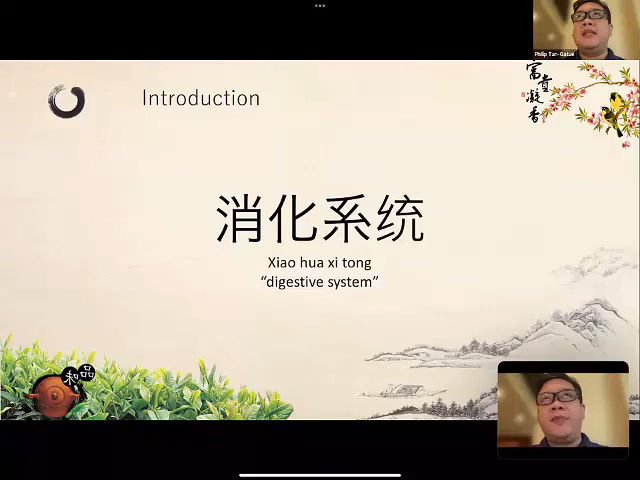 Philip Tan-Gatue
Introduction
富貴凝香
消化系统
Xiao hua xi tong
“digestive system”